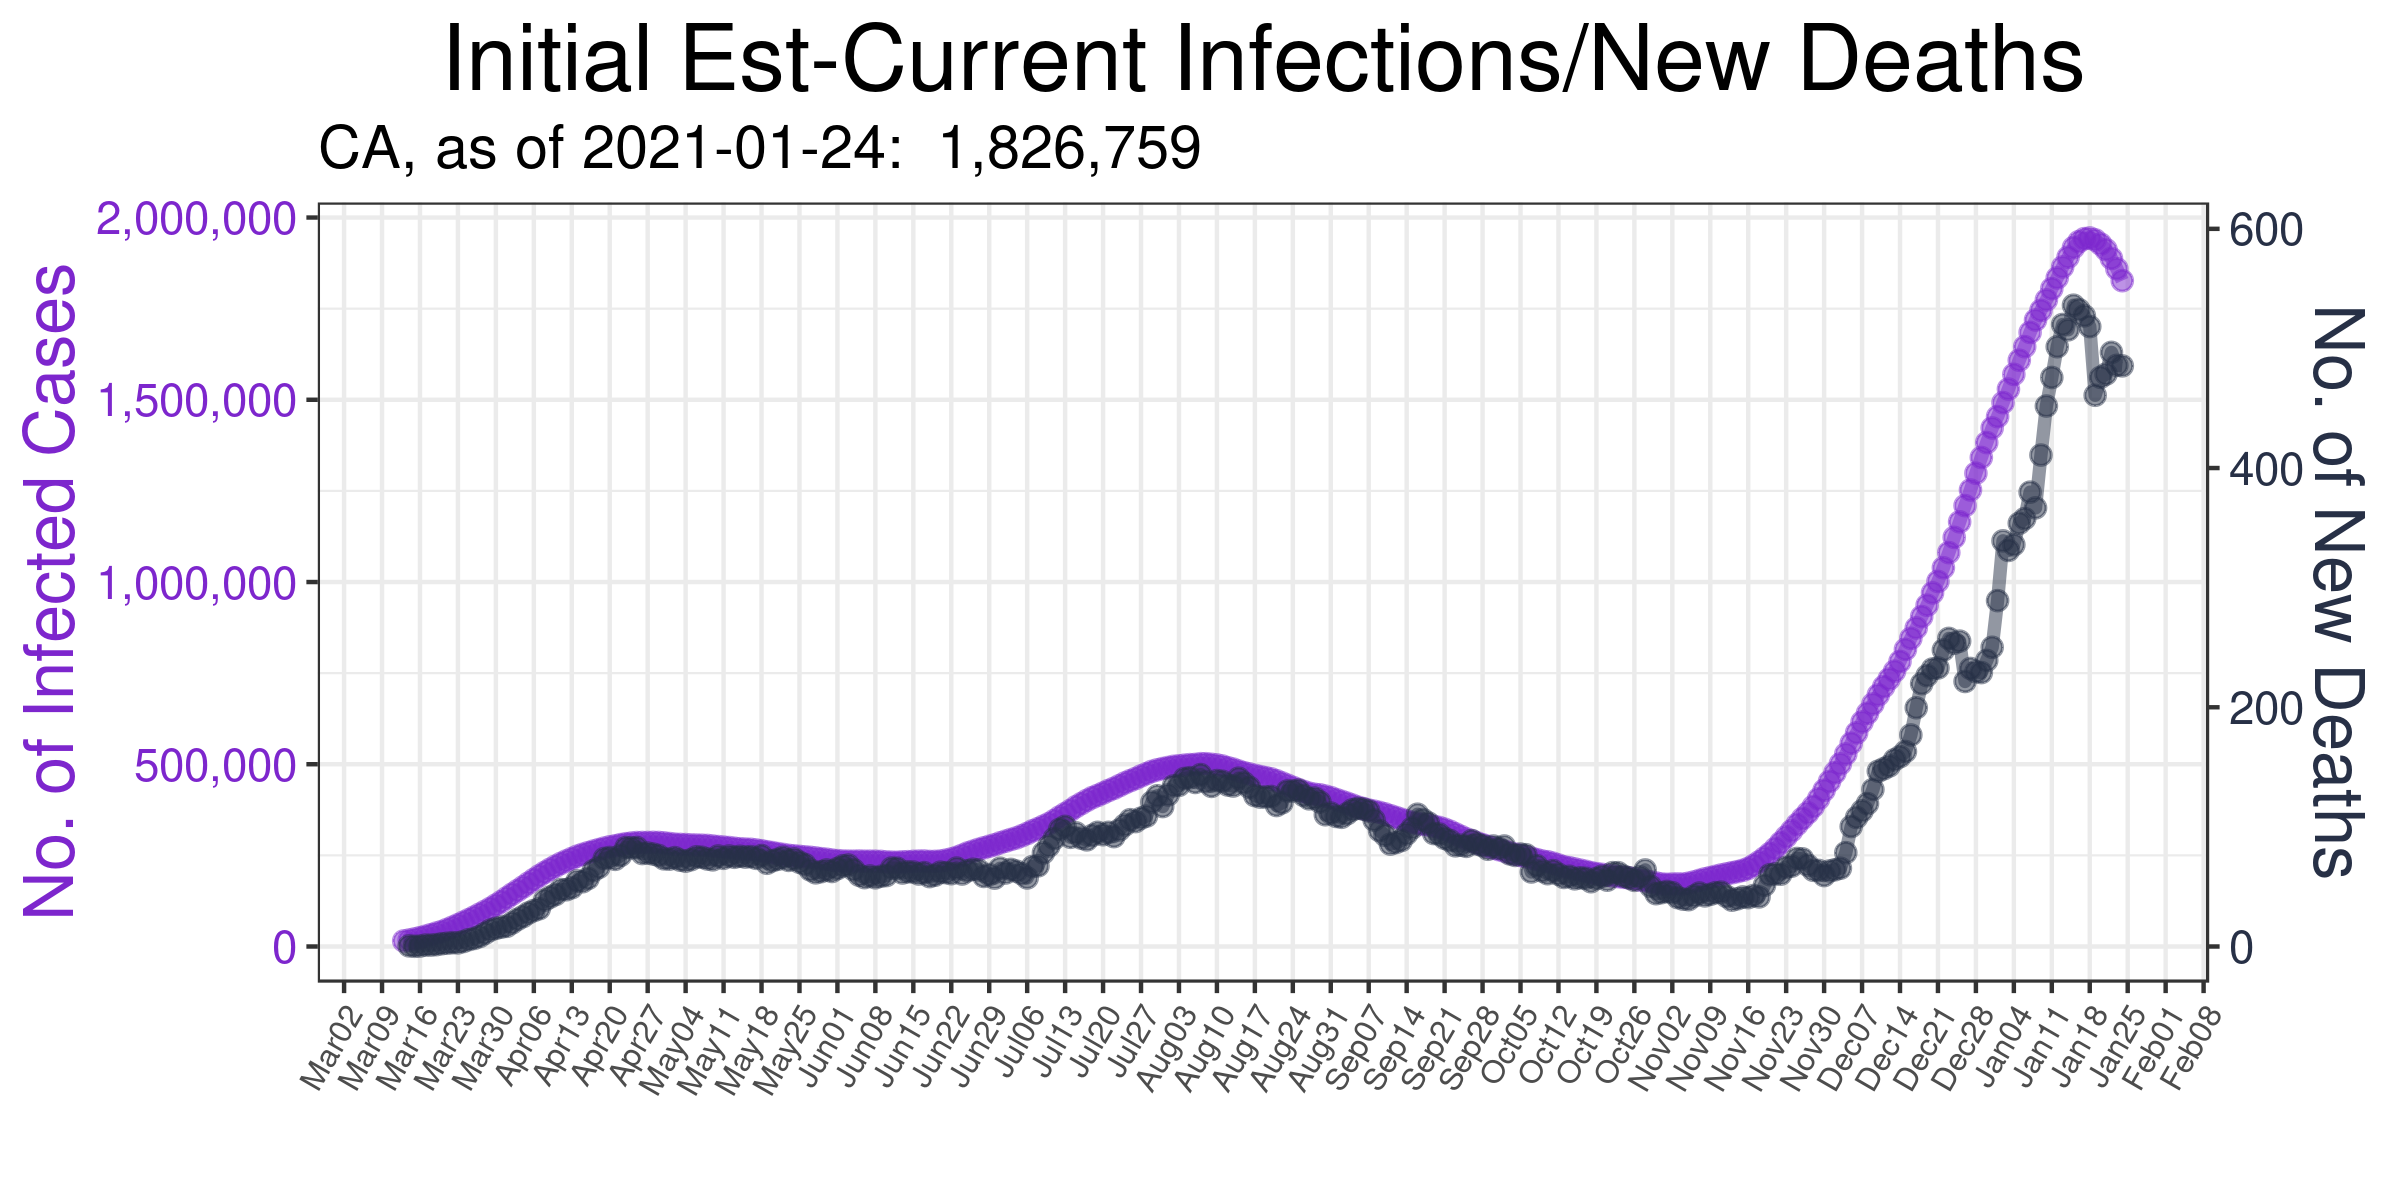 Initial Est-Current Infections/New Deaths
CA, as of 2021-01-24:  1,826,759
No. of Infected Cases
2,000,000
1,500,000
1,000,000
500,000
0
600
400
200
0
No. of New Deaths
Mar02
Mar09
Mar16
Mar23
Mar30
Apr06
Apr13
Apr20
Apr27
May04
May11
May18
May25
Jun01
Jun08
Jun15
Jun22
Jun29
Jul06
Jul13
Jul20
Jul27
Aug03
Aug10
Aug17
Aug24
Aug31
Sep07
Sep14
Sep21
Sep28
Oct05
Oct12
Oct19
Oct26
Nov02
Nov09
Nov16
Nov23
Nov30
Dec07
Dec14
Dec21
Dec28
Jan04
Jan11
Jan18
Jan25
Feb01
Feb08